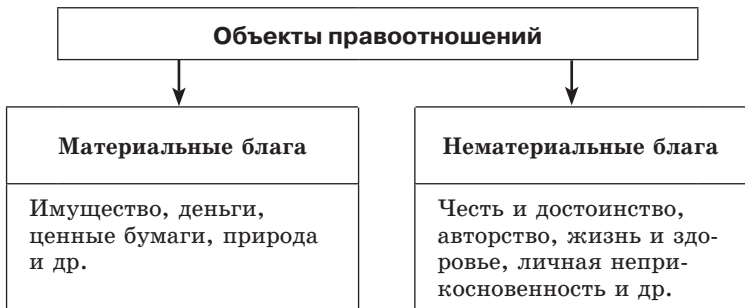 Объекты правоотношений
Материальные блага
Имущество, деньги,
ценные бумаги, природа
и др.
Нематериальные блага
Честь и достоинство,
авторство, жизнь и здо-
ровье, личная непри-
косновенность и др.